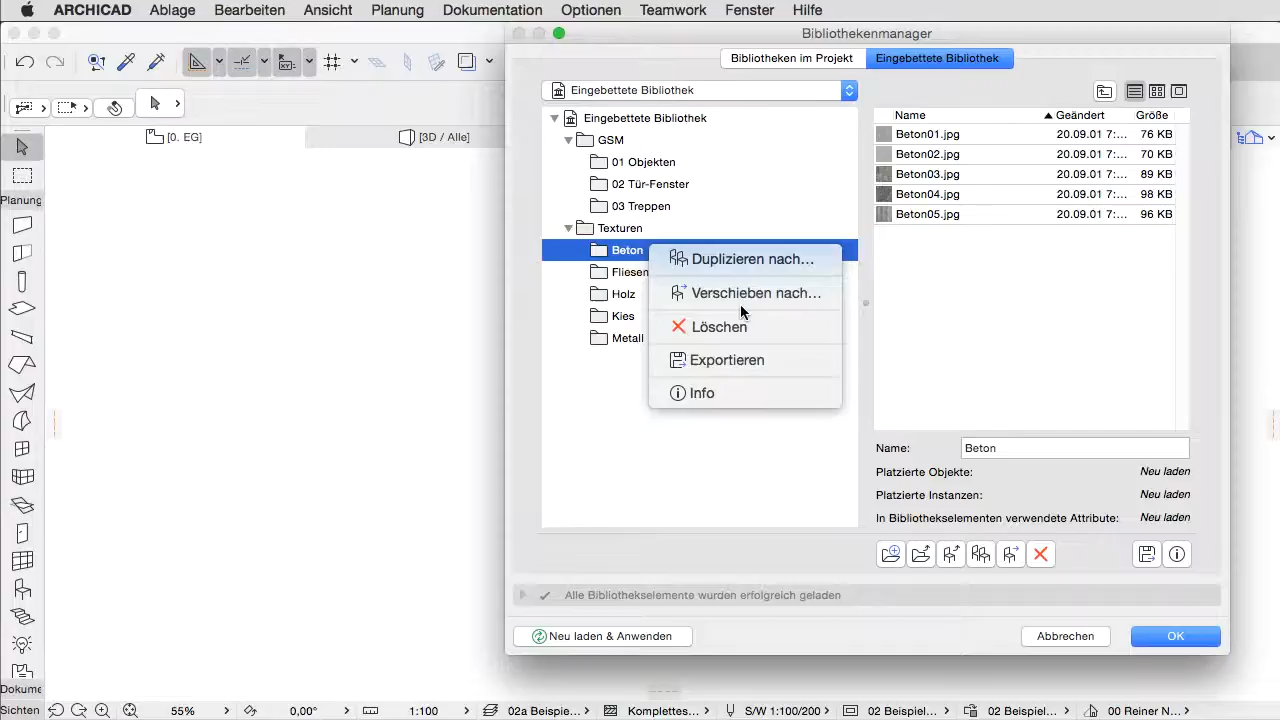 ARCHICAD Ablage Bearbeiten Ansicht Planung Dokumentation Optionen Teamwork Fenster Hilfe
Bibliothekenmanager
Bibliotheken im Projekt Eingebettete Bibliothek
Eingebettete Bibliothek
Name Geändert Größe
Eingebettete Bibliothek
GSM
01 Objekten
02 Tür-Fenster
03 Treppen
Texturen
Beton
Fliesen
Holz
Kies
Metall
Duplizieren nach...
Verschieben nach...
Löschen
Exportieren
Info
Beton01.jpg 20.09.01 7:... 76 KB
Beton02.jpg 20.09.01 7:... 70 KB
Beton03.jpg 20.09.01 7:... 89 KB
Beton04.jpg 20.09.01 7:... 98 KB
Beton05.jpg 20.09.01 7:... 96 KB
Name: Beton
Platzierte Objekte: Neu laden
Platzierte Instanzen: Neu laden
In Bibliothekselementen verwendete Attribute: Neu laden
Alle Bibliothekselemente wurden erfolgreich geladen
Neu laden & Anwenden Abbrechen OK
[0. EG] [3D / Alle]
Planung
Dokume
Sichten 55% 0,00° 1:100 02a Beispie... Komplettes... S/W 1:100/200 02 Beispiel... 02 Beispiel... 00 Reiner N...